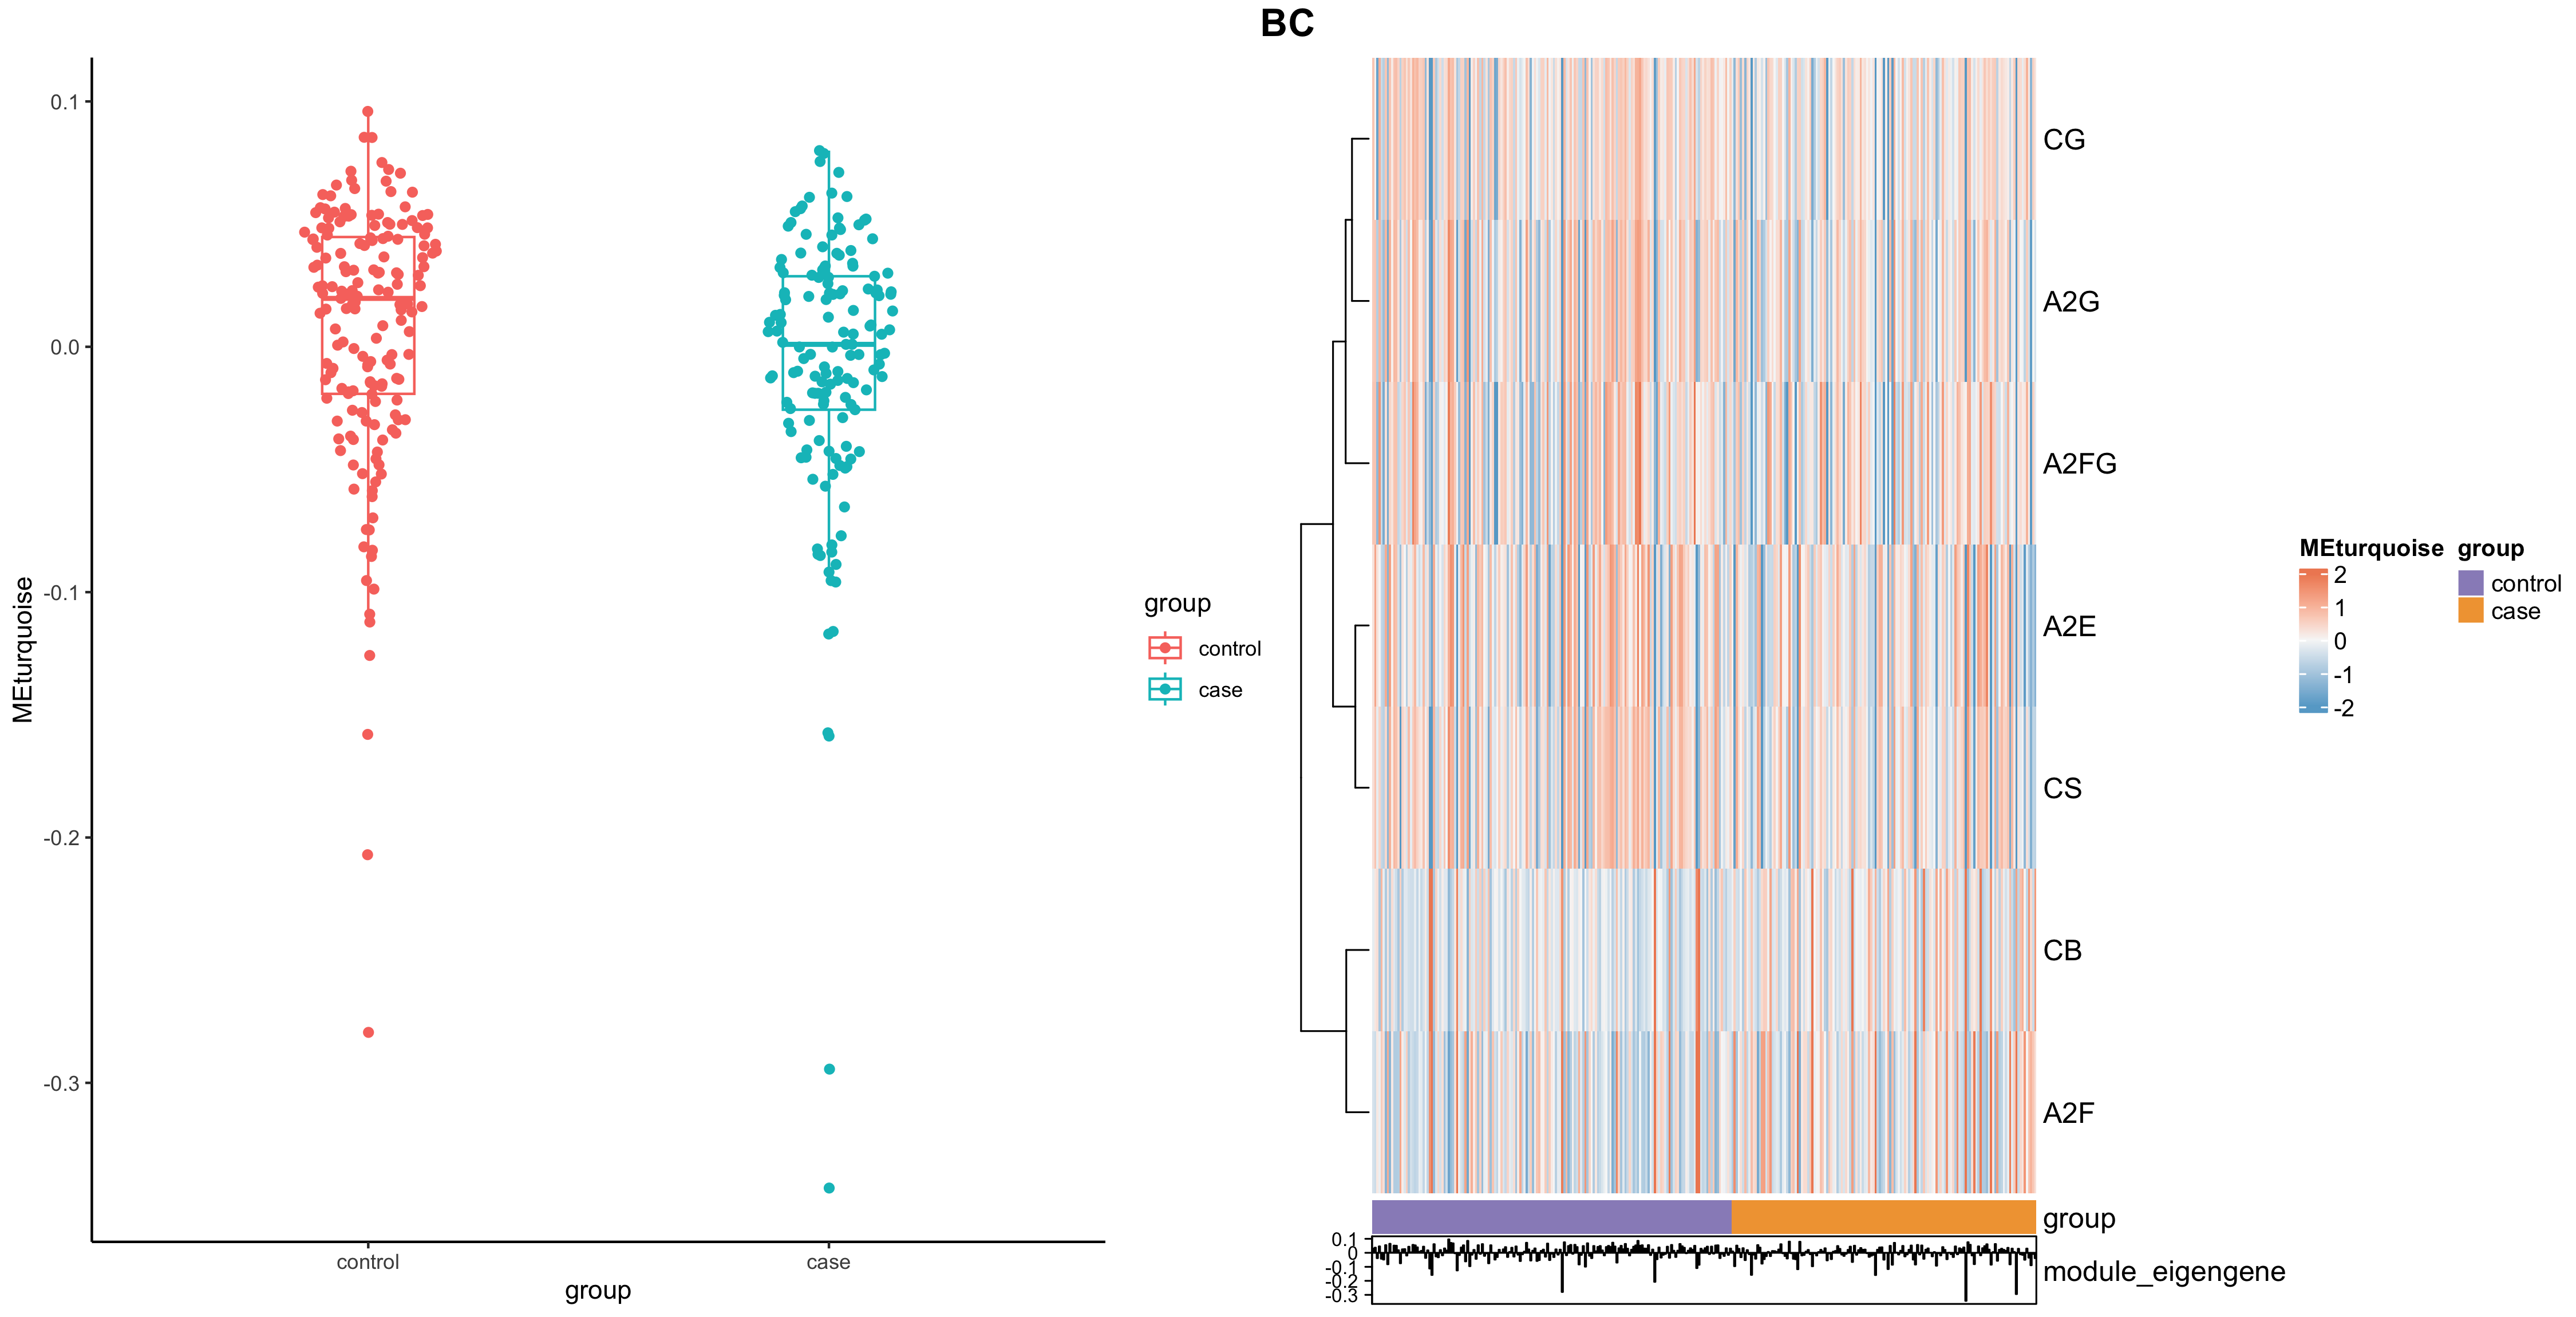 BC
0.1
0.0
-0.1
-0.2
-0.3
MEturquoise
control
case
group
group
control
case
CG
A2G
A2FG
A2E
CS
CB
A2F
group
module_eigengene
0.1
0
-0.1
-0.2
-0.3
MEturquoise
2
1
0
-1
-2
group
control
case